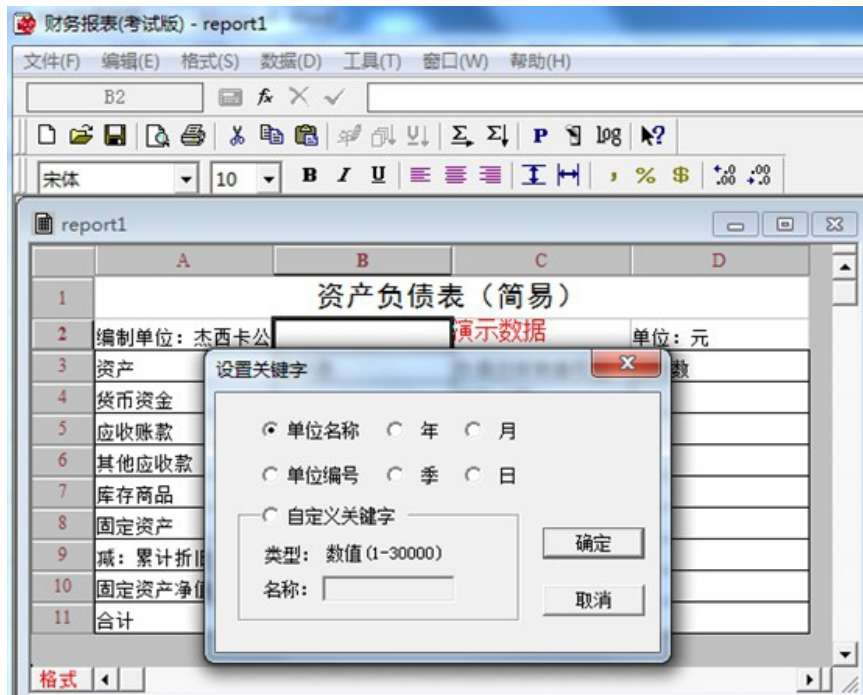 财务报表(考试版) - report1
文件(F) 编辑(E) 格式(S) 数据(D) 工具(T) 窗口(W) 帮助(H)
B2 fx
Σ Σ P log ?
宋体 10 B I U , % $ .00 .00
report1
A B C D
1 资产负债表（简易）
2 编制单位：杰西卡公 演示数据 单位：元
3 资产 数
4 货币资金
5 应收账款
6 其他应收款
7 库存商品
8 固定资产
9 减：累计折旧
10 固定资产净值
11 合计
设置关键字
单位名称 年 月
单位编号 季 日
自定义关键字
类型： 数值(1-30000)
名称：
确定
取消
格式